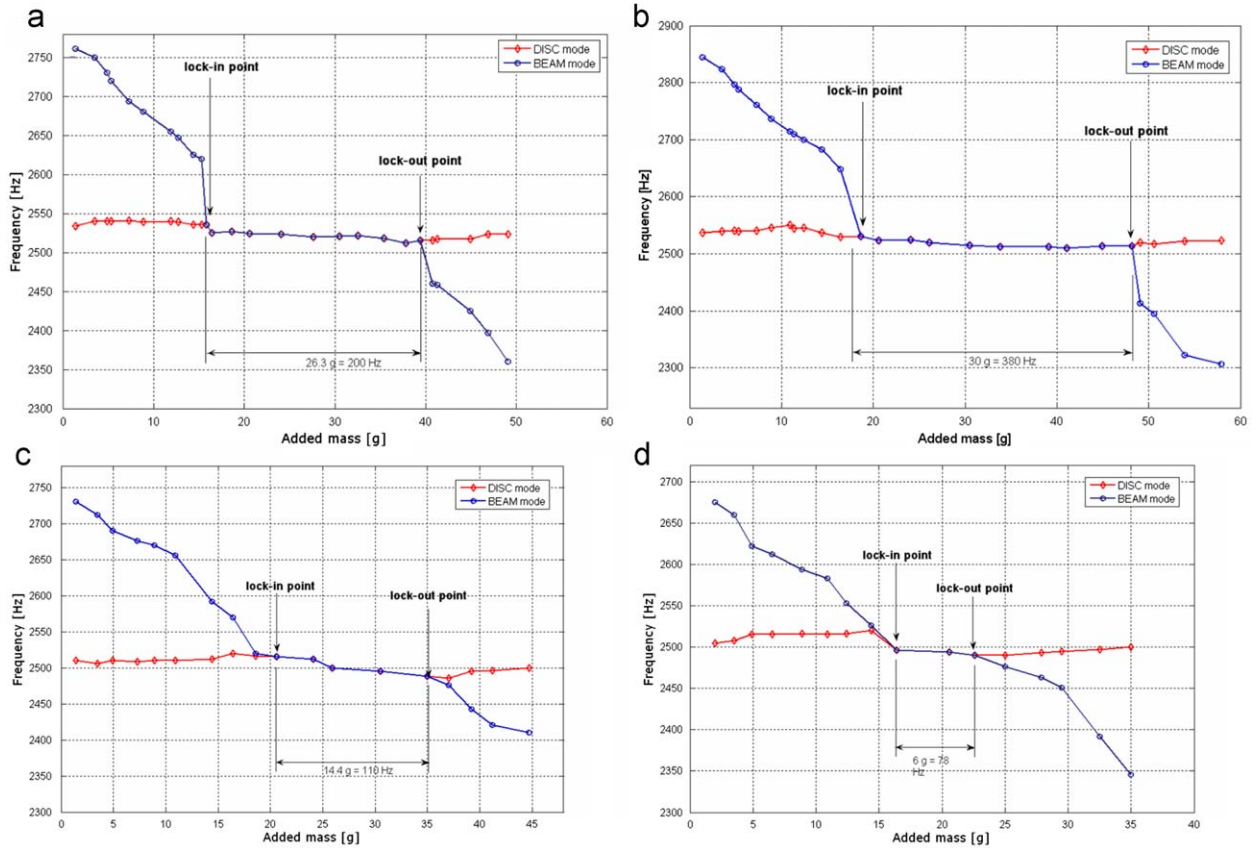 a
2750
2700
2650
2600
2550
2500
2450
2400
2350
2300
Frequency [Hz]
DISC mode
BEAM mode
lock-in point
lock-out point
26.3 g = 200 Hz
0 10 20 30 40 50 60
Added mass [g]
b
2900
2800
2700
2600
2500
2400
2300
Frequency [Hz]
DISC mode
BEAM mode
lock-in point
lock-out point
30 g = 380 Hz
0 10 20 30 40 50 60
Added mass [g]
c
2750
2700
2650
2600
2550
2500
2450
2400
2350
2300
Frequency [Hz]
DISC mode
BEAM mode
lock-in point
lock-out point
14.4 g = 110 Hz
0 5 10 15 20 25 30 35 40 45
Added mass [g]
d
2700
2650
2600
2550
2500
2450
2400
2350
2300
Frequency [Hz]
DISC mode
BEAM mode
lock-in point
lock-out point
6 g = 78
Hz
0 5 10 15 20 25 30 35 40
Added mass [g]